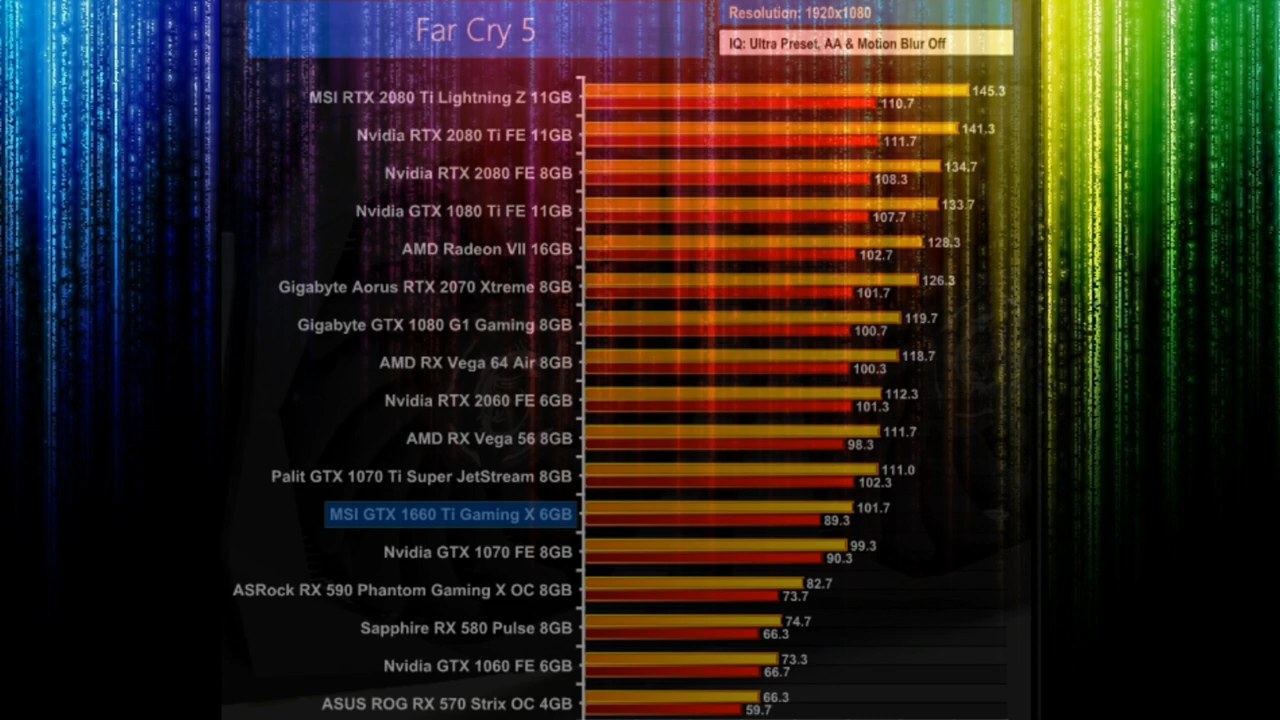 Far Cry 5
Resolution: 1920x1080
IQ: Ultra Preset, AA & Motion Blur Off
MSI RTX 2080 Ti Lightning Z 11GB 145.3
110.7
Nvidia RTX 2080 Ti FE 11GB 141.3
111.7
Nvidia RTX 2080 FE 8GB 134.7
108.3
Nvidia GTX 1080 Ti FE 11GB 133.7
107.7
AMD Radeon VII 16GB 128.3
102.7
Gigabyte Aorus RTX 2070 Xtreme 8GB 126.3
101.7
Gigabyte GTX 1080 G1 Gaming 8GB 119.7
100.7
AMD RX Vega 64 Air 8GB 118.7
100.3
Nvidia RTX 2060 FE 6GB 112.3
101.3
AMD RX Vega 56 8GB 111.7
98.3
Palit GTX 1070 Ti Super JetStream 8GB 111.0
102.3
MSI GTX 1660 Ti Gaming X 6GB 101.7
89.3
Nvidia GTX 1070 FE 8GB 99.3
90.3
ASRock RX 590 Phantom Gaming X OC 8GB 82.7
73.7
Sapphire RX 580 Pulse 8GB 74.7
66.3
Nvidia GTX 1060 FE 6GB 73.3
66.7
ASUS ROG RX 570 Strix OC 4GB 66.3
59.7